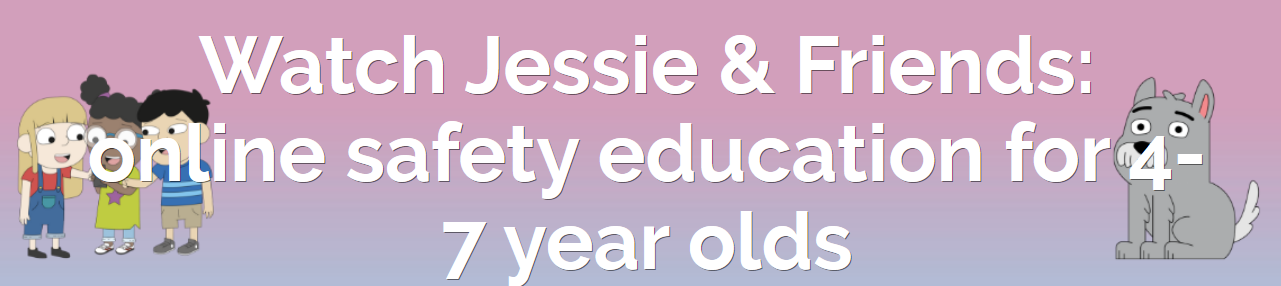 Watch Jessie & Friends:
online safety education for 4-
7 year olds